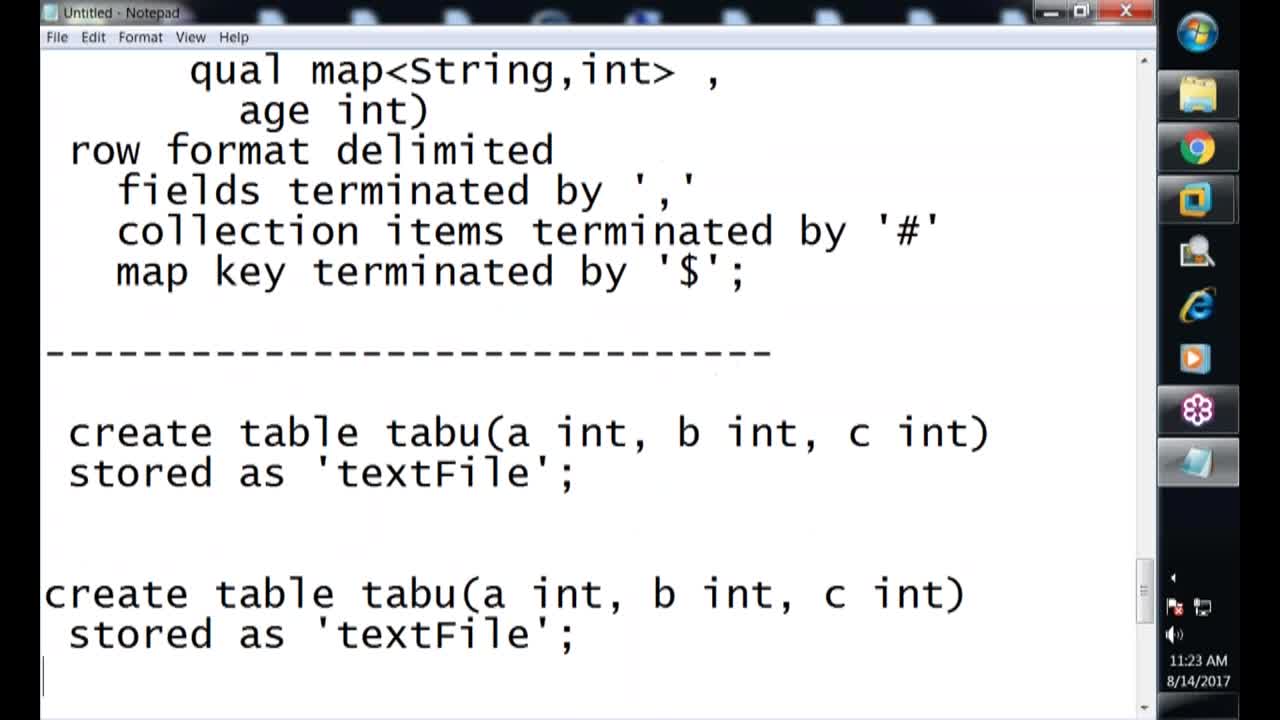 Untitled - Notepad
File Edit Format View Help
qual map<String,int> ,
age int)
row format delimited
fields terminated by ','
collection items terminated by '#'
map key terminated by '$';
------------------------------
create table tabu(a int, b int, c int)
stored as 'textFile';
create table tabu(a int, b int, c int)
stored as 'textFile';
11:23 AM
8/14/2017